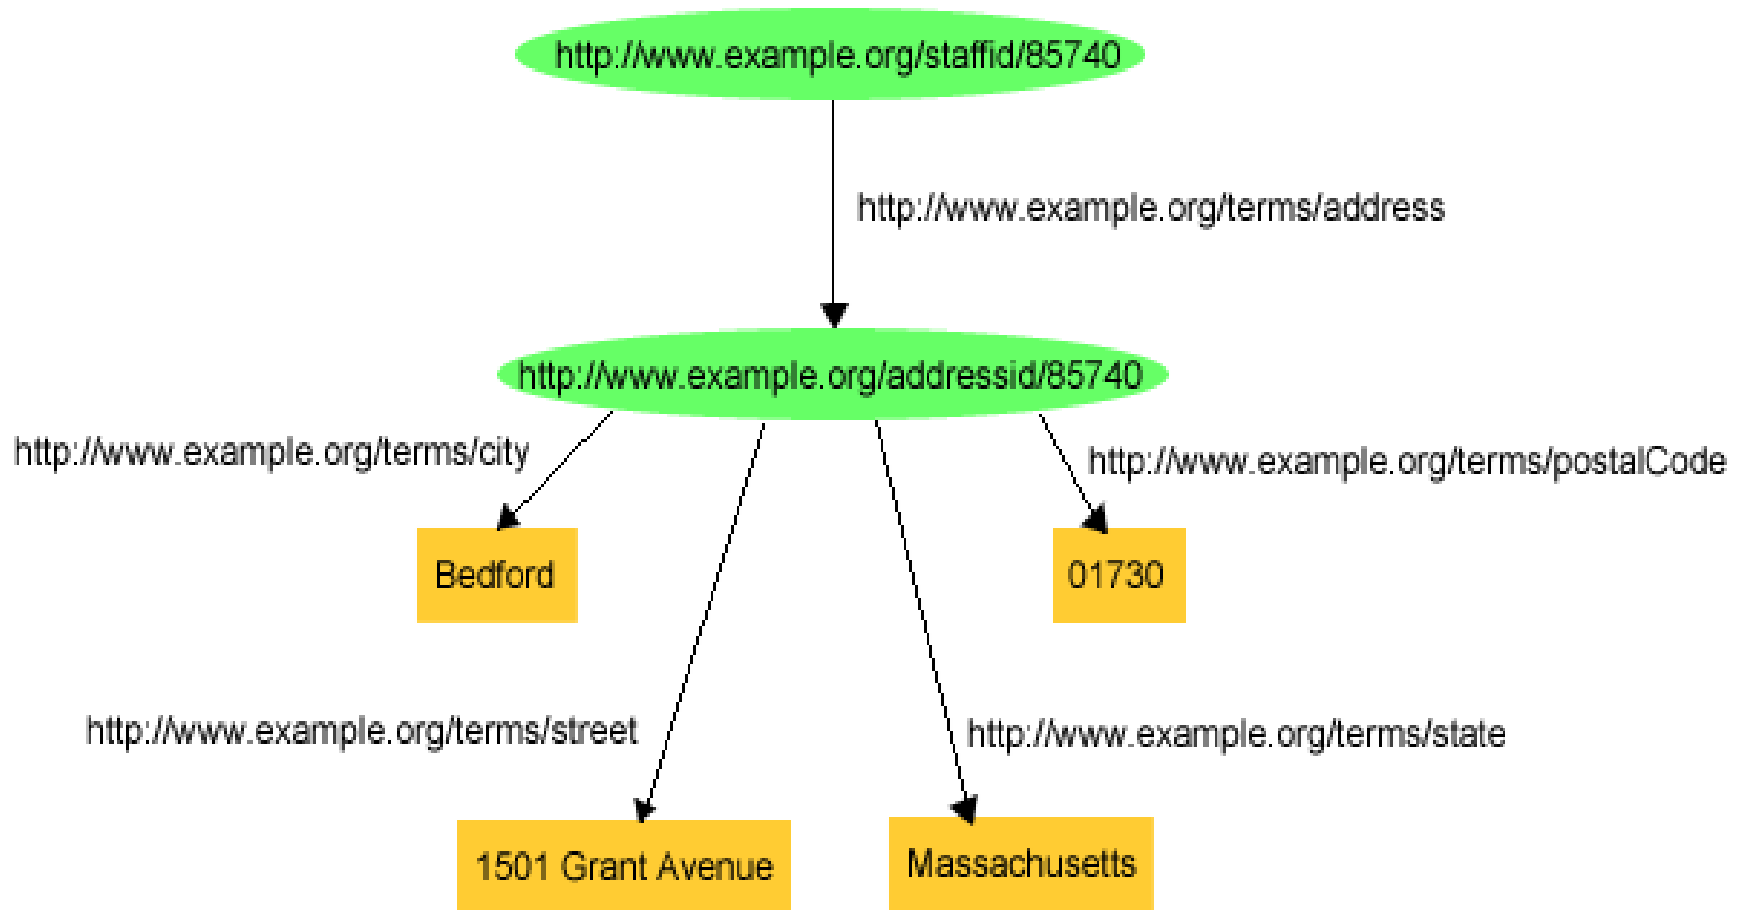 http://www.example.org/staffid/85740
http://www.example.org/terms/address
http://www.example.org/addressid/85740
http://www.example.org/terms/city
http://www.example.org/terms/postalCode
Bedford
01730
http://www.example.org/terms/street
http://www.example.org/terms/state
1501 Grant Avenue
Massachusetts